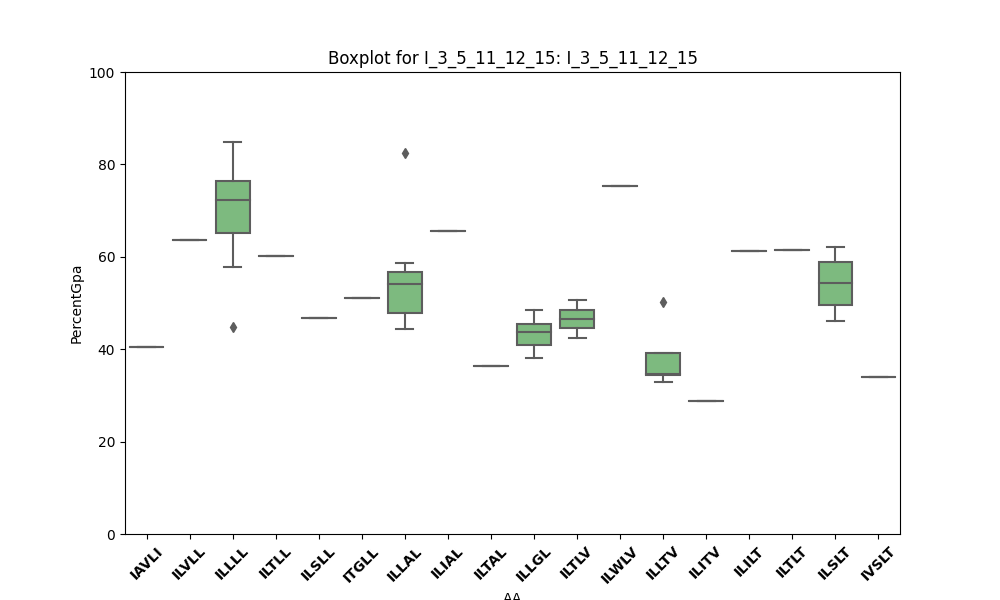 Boxplot for I_3_5_11_12_15: I_3_5_11_12_15
100
80
60
40
20
0
PercentGpa
IAVLI
ILVLL
ILLLL
ILTLL
ILSLL
ITGLL
ILLAL
ILIAL
ILTAL
ILLGL
ILTLV
ILWLV
ILLTV
ILITV
ILILT
ILTLT
ILSLT
IVSLT
AA